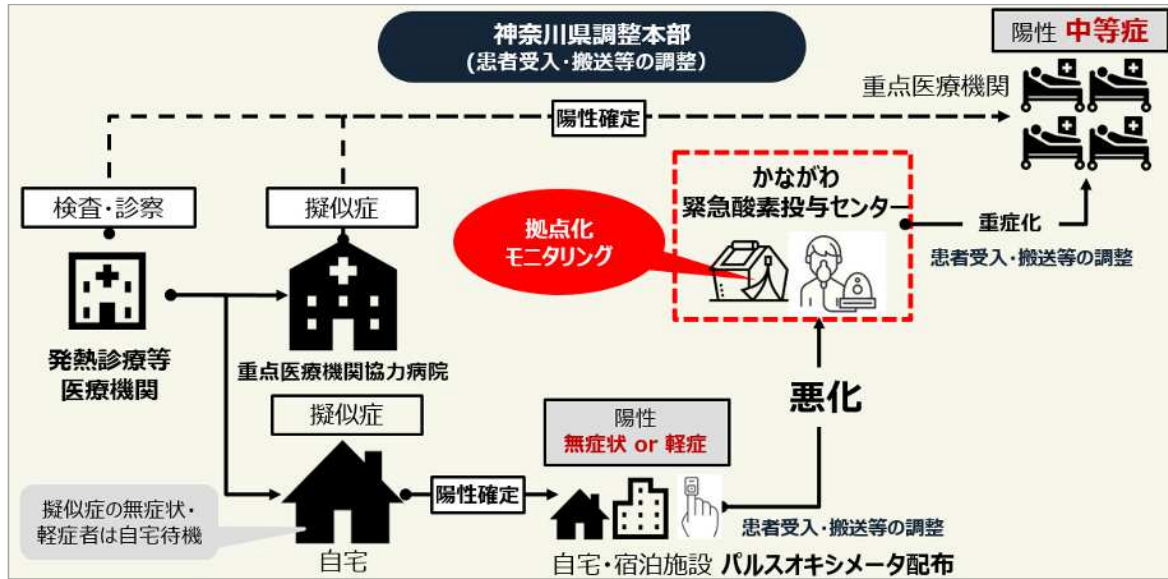 神奈川県調整本部
(患者受入・搬送等の調整)
陽性 中等症
重点医療機関
陽性確定
検査・診察
擬似症
かながわ
緊急酸素投与センター
拠点化
モニタリング
重症化
患者受入・搬送等の調整
発熱診療等
医療機関
重点医療機関協力病院
悪化
擬似症
陽性
無症状 or 軽症
陽性確定
擬似症の無症状・
軽症者は自宅待機
自宅
患者受入・搬送等の調整
自宅・宿泊施設 パルスオキシメータ配布